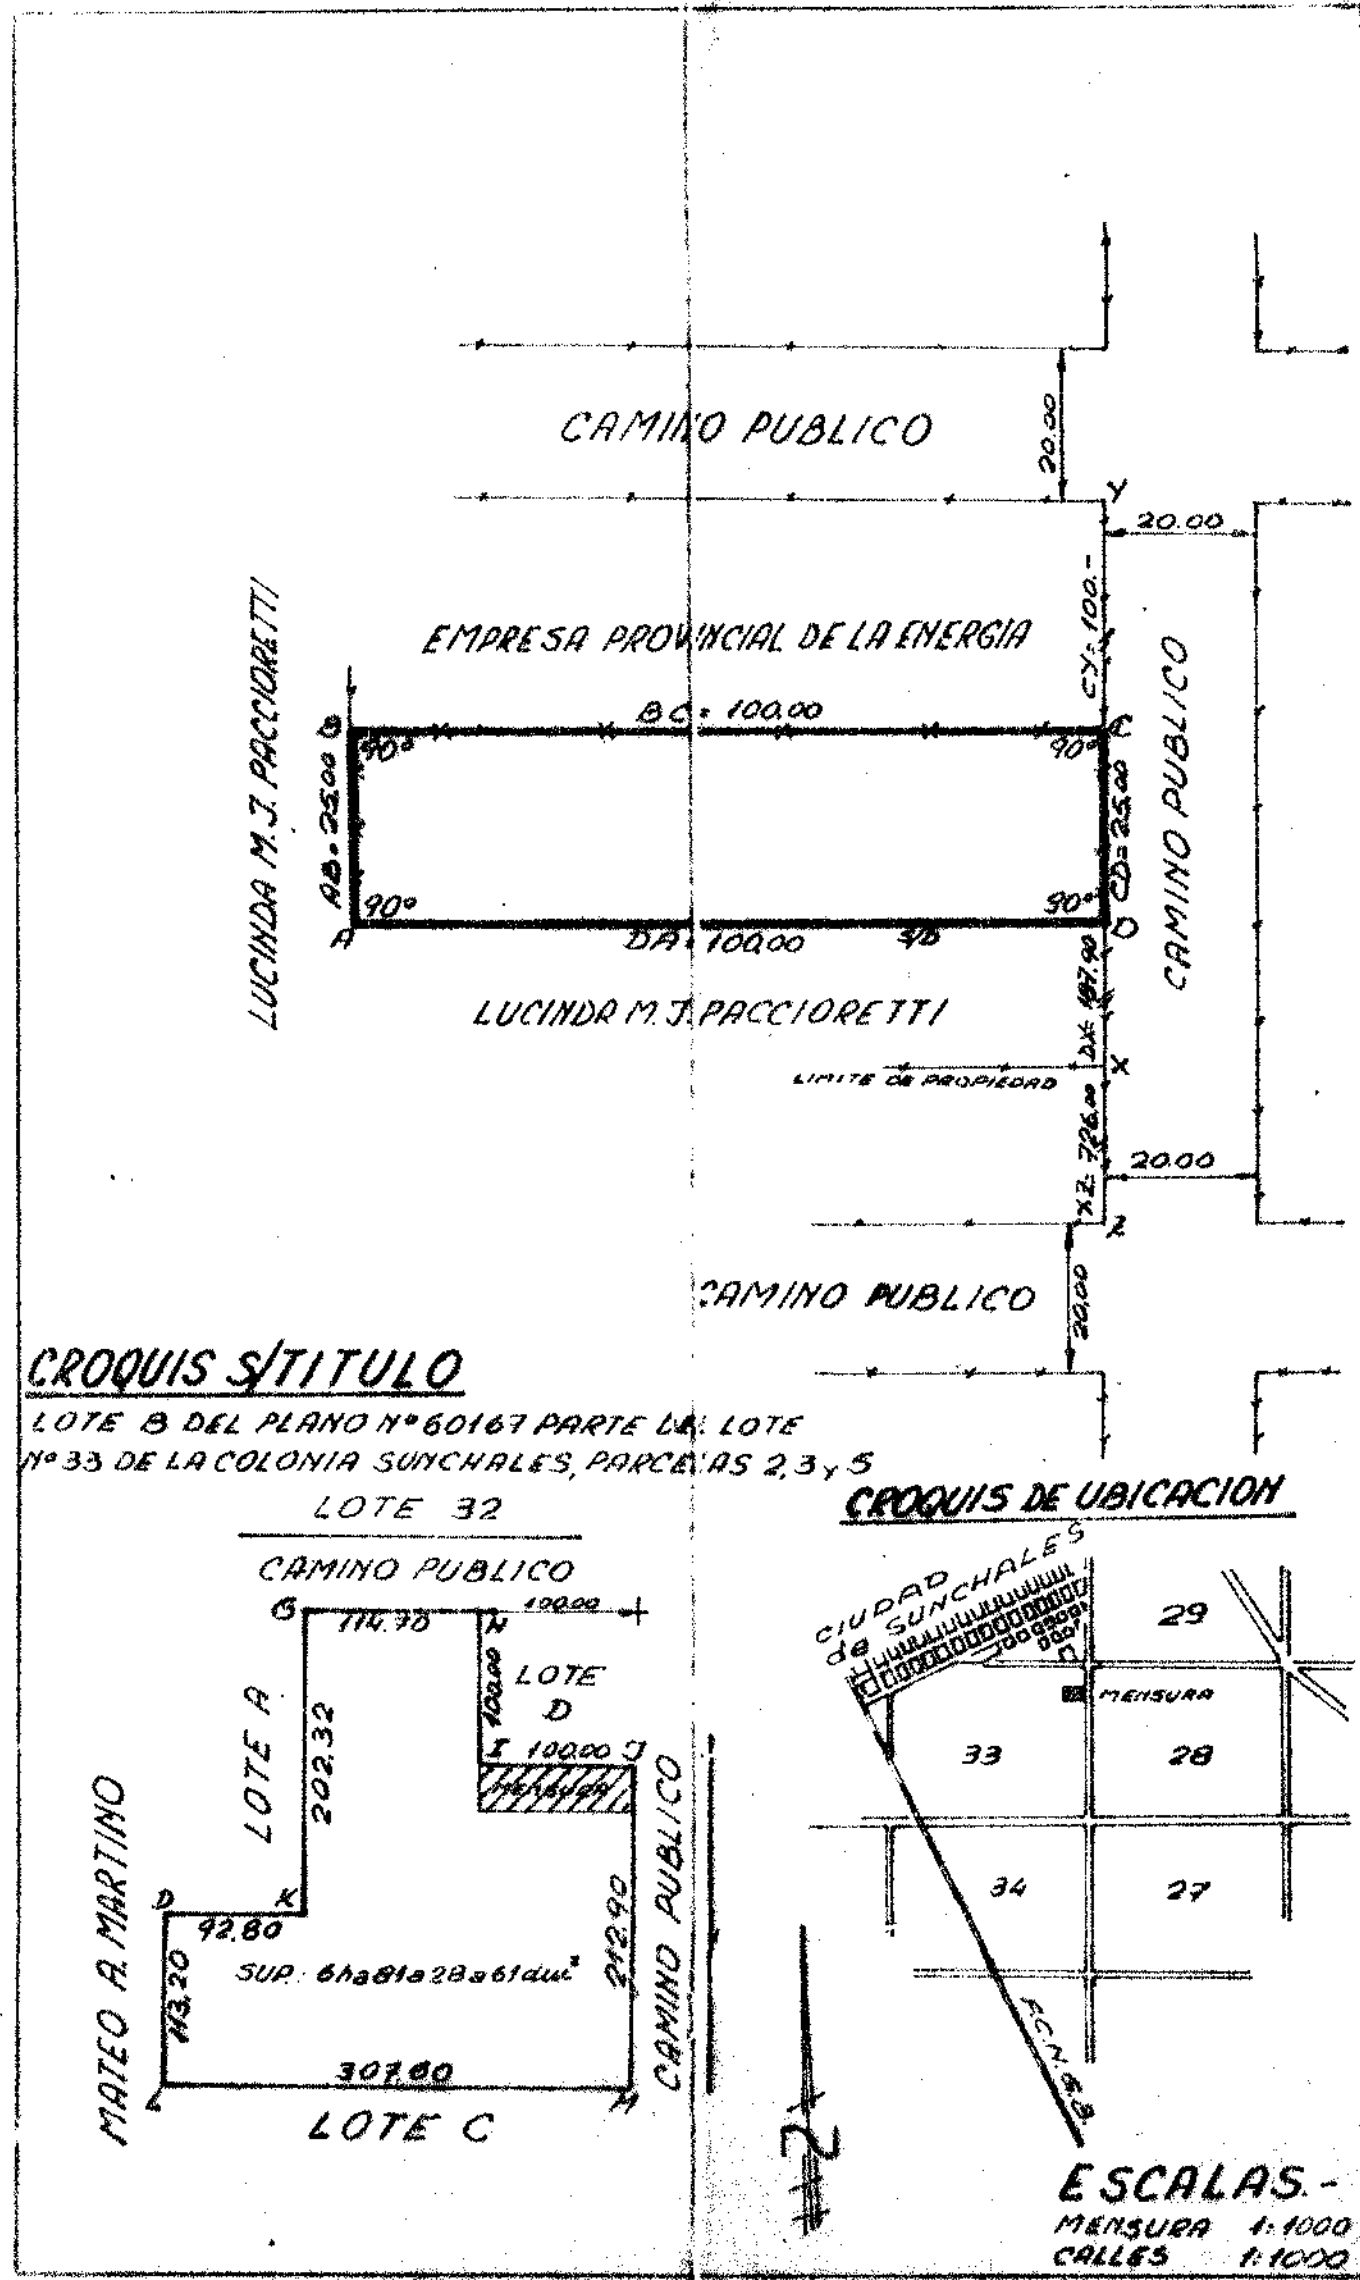 CAMINO PUBLICO
20.00
Y
20.00
CY: 100.-
EMPRESA PROVINCIAL DE LA ENERGIA
LUCINDA M. J. PACCIORETTI
CAMINO PUBLICO
B
BC= 100.00
C
90°
90°
AB= 25.00
CD= 25.00
90°
90°
A
DA= 100.00
S/D
D
LUCINDA M. J. PACCIORETTI
DX= 187.90
X
LIMITE DE PROPIEDAD
XZ= 726.00
20.00
Z
CAMINO PUBLICO
20.00
CROQUIS S/TITULO
LOTE B DEL PLANO Nº 60167 PARTE DEL LOTE
Nº 33 DE LA COLONIA SUNCHALES, PARCELAS 2, 3 y 5
LOTE 32
CAMINO PUBLICO
114.70
100.00
H
100.00
LOTE
D
LOTE A
202.32
I
100.00
J
MENSURA
CAMINO PUBLICO
MATEO A. MARTINO
D
K
92.80
SUP.: 6ha81a28a61dm²
113.20
212.90
307.60
L
M
LOTE C
CROQUIS DE UBICACION
CIUDAD
de SUNCHALES
29
MENSURA
33
28
34
27
F.C.N.G.B.
N
ESCALAS.-
MENSURA 1:1000
CALLES 1:1000